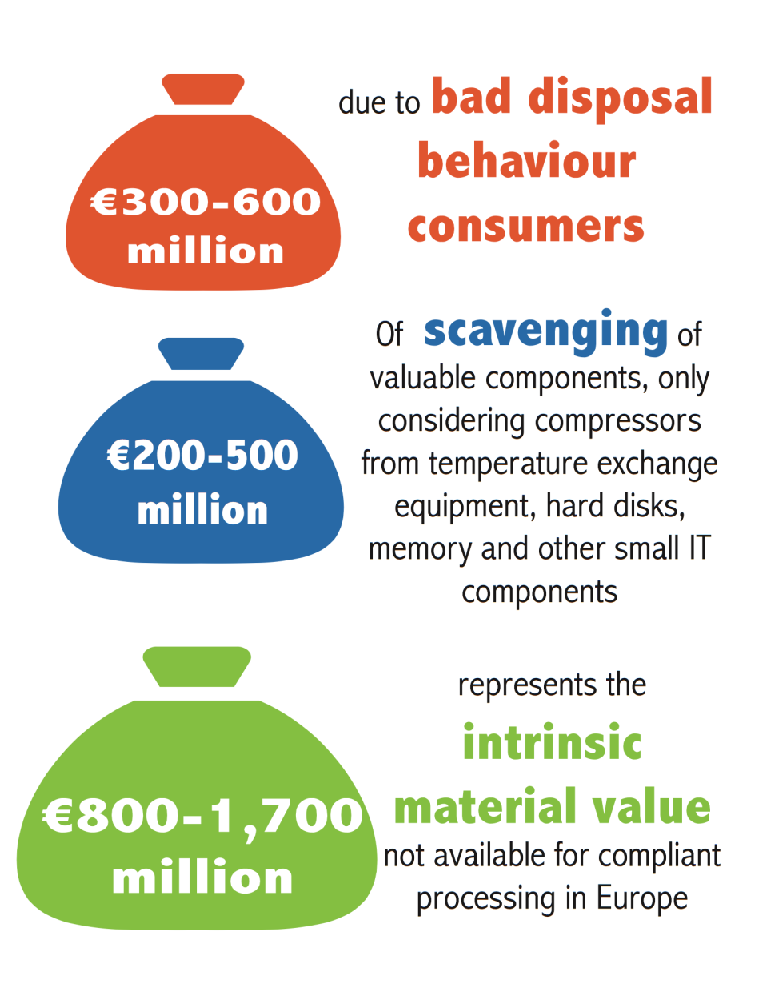 €300-600
million
due to bad disposal
behaviour
consumers
€200-500
million
Of scavenging of
valuable components, only
considering compressors
from temperature exchange
equipment, hard disks,
memory and other small IT
components
€800-1,700
million
represents the
intrinsic
material value
not available for compliant
processing in Europe